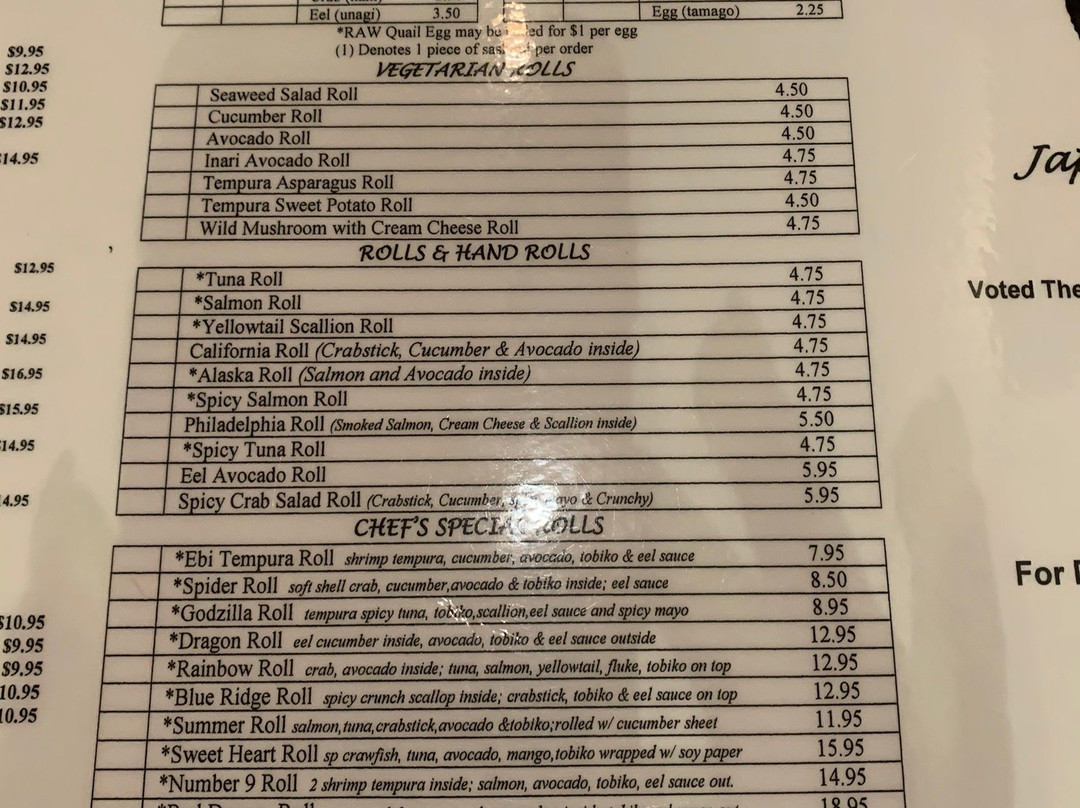 Eel (unagi) 3.50 Egg (tamago) 2.25
*RAW Quail Egg may be for $1 per egg
(1) Denotes 1 piece of per order
VEGETARIAN ROLLS
Seaweed Salad Roll 4.50
Cucumber Roll 4.50
Avocado Roll 4.50
Inari Avocado Roll 4.75
Tempura Asparagus Roll 4.75
Tempura Sweet Potato Roll 4.50
Wild Mushroom with Cream Cheese Roll 4.75
ROLLS & HAND ROLLS
*Tuna Roll 4.75
*Salmon Roll 4.75
*Yellowtail Scallion Roll 4.75
California Roll (Crabstick, Cucumber & Avocado inside) 4.75
*Alaska Roll (Salmon and Avocado inside) 4.75
*Spicy Salmon Roll 4.75
Philadelphia Roll (Smoked Salmon, Cream Cheese & Scallion inside) 5.50
*Spicy Tuna Roll 4.75
Eel Avocado Roll 5.95
Spicy Crab Salad Roll (Crabstick, Cucumber, & Crunchy) 5.95
CHEF'S SPECIAL ROLLS
*Ebi Tempura Roll shrimp tempura, cucumber, avocado, tobiko & eel sauce 7.95
*Spider Roll soft shell crab, cucumber,avocado & tobiko inside; eel sauce 8.50
*Godzilla Roll tempura spicy tuna, tobiko,scallion,eel sauce and spicy mayo 8.95
*Dragon Roll eel cucumber inside, avocado, tobiko & eel sauce outside 12.95
*Rainbow Roll crab, avocado inside; tuna, salmon, yellowtail, fluke, tobiko on top 12.95
*Blue Ridge Roll spicy crunch scallop inside; crabstick, tobiko & eel sauce on top 12.95
*Summer Roll salmon,tuna,crabstick,avocado &tobiko;rolled w/ cucumber sheet 11.95
*Sweet Heart Roll sp crawfish, tuna, avocado, mango,tobiko wrapped w/ soy paper 15.95
*Number 9 Roll 2 shrimp tempura inside; salmon, avocado, tobiko, eel sauce out. 14.95
18.95
$9.95
$12.95
$10.95
$11.95
$12.95
$14.95
$12.95
$14.95
$14.95
$16.95
$15.95
14.95
4.95
$10.95
$9.95
$9.95
10.95
10.95
Jap
Voted The
For